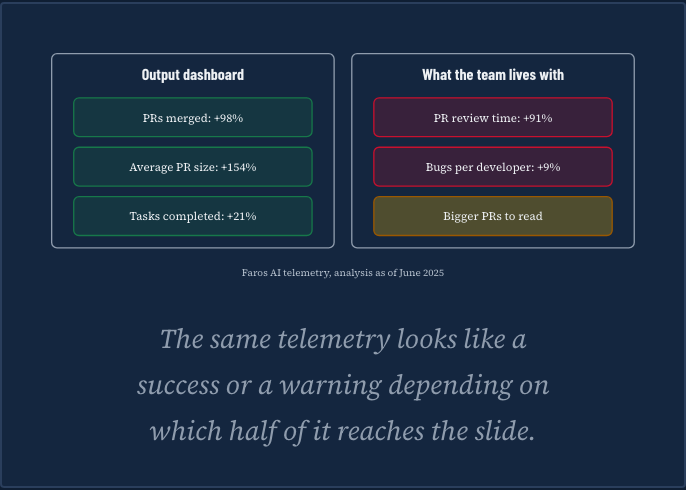 Output dashboard
PRs merged: +98%
Average PR size: +154%
Tasks completed: +21%
What the team lives with
PR review time: +91%
Bugs per developer: +9%
Bigger PRs to read
Faros AI telemetry, analysis as of June 2025
The same telemetry looks like a
success or a warning depending on
which half of it reaches the slide.